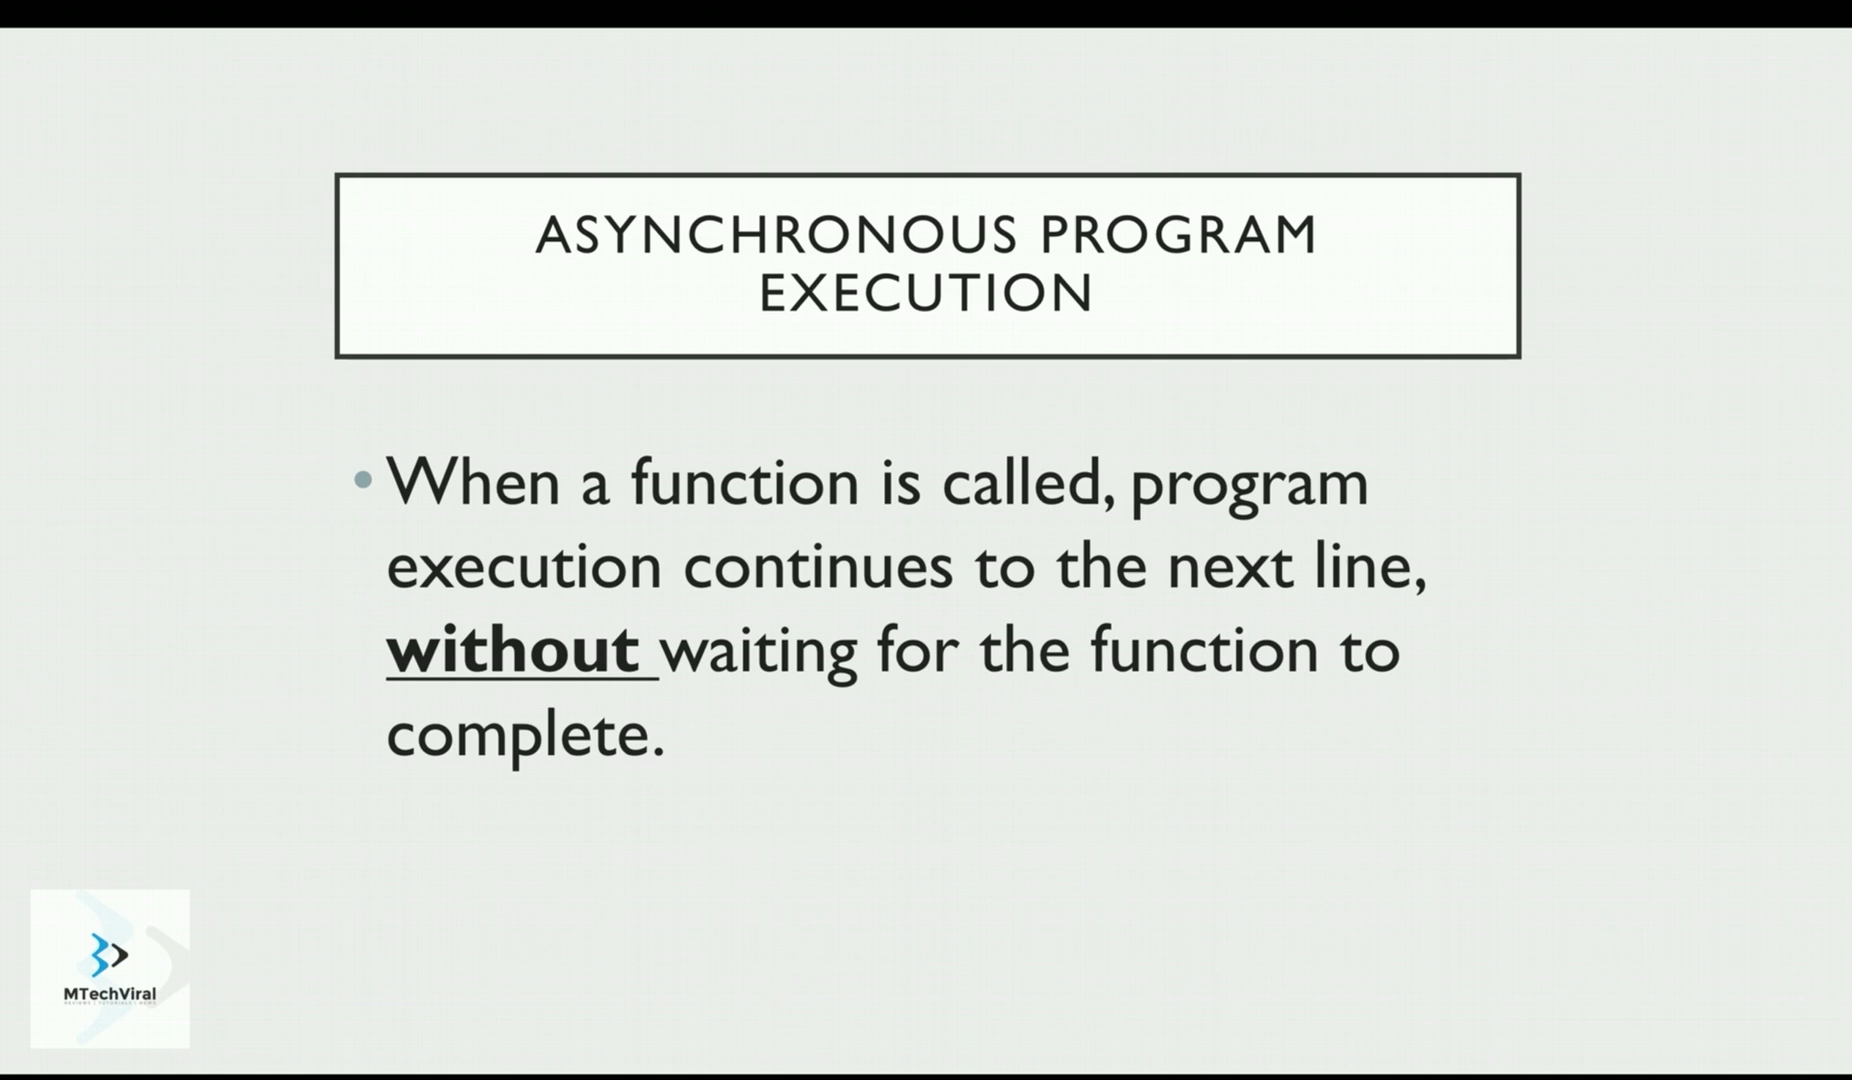 ASYNCHRONOUS PROGRAM
EXECUTION
• When a function is called, program
execution continues to the next line,
without waiting for the function to
complete.
MTechViral